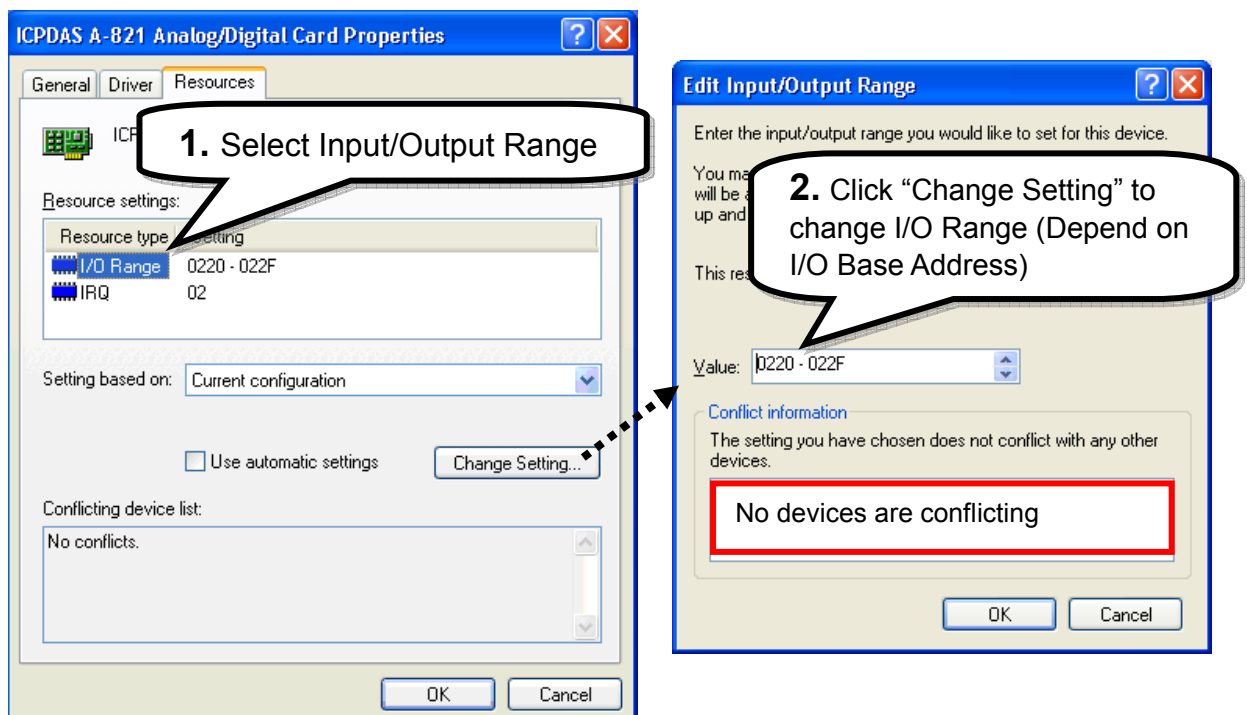 ICPDAS A-821 Analog/Digital Card Properties
General Driver Resources
ICP
1. Select Input/Output Range
Resource settings:
Resource type Setting
I/O Range 0220 - 022F
IRQ 02
Setting based on: Current configuration
Use automatic settings Change Setting...
Conflicting device list:
No conflicts.
OK Cancel
Edit Input/Output Range
Enter the input/output range you would like to set for this device.
You ma
will be a
up and
2. Click “Change Setting” to
change I/O Range (Depend on
I/O Base Address)
This res
Value: 0220 - 022F
Conflict information
The setting you have chosen does not conflict with any other
devices.
No devices are conflicting
OK Cancel